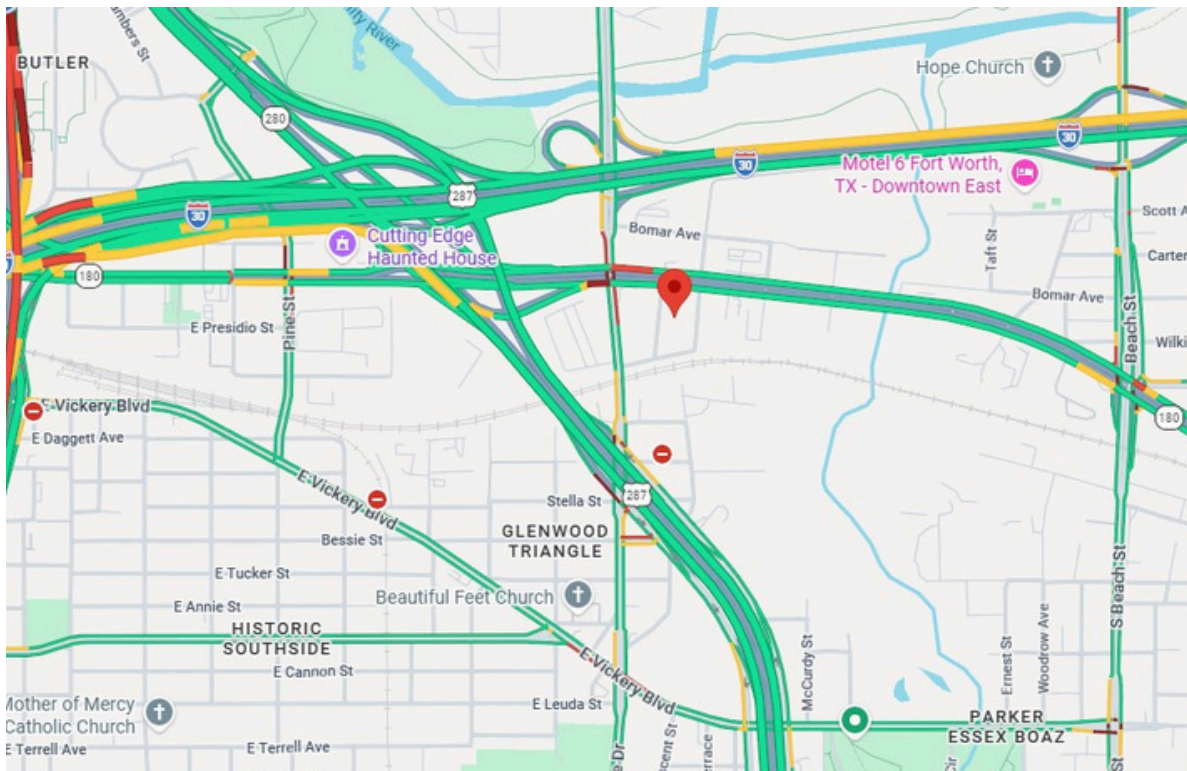 BUTLER
Hope Church
280
30
30
Motel 6 Fort Worth,
TX - Downtown East
287
30
Bomar Ave
Taft St
Cutting Edge
Haunted House
180
Bomar Ave
E Presidio St
Pine St
Beach St
E Vickery Blvd
180
E Daggett Ave
E Vickery Blvd
287
Stella St
GLENWOOD
TRIANGLE
Bessie St
E Tucker St
Beautiful Feet Church
S Beach St
E Annie St
HISTORIC
SOUTHSIDE
E Cannon St
E Vickery Blvd
McCurdy St
Ernest St
Woodrow Ave
Mother of Mercy
Catholic Church
E Leuda St
PARKER
ESSEX BOAZ
E Terrell Ave
E Terrell Ave